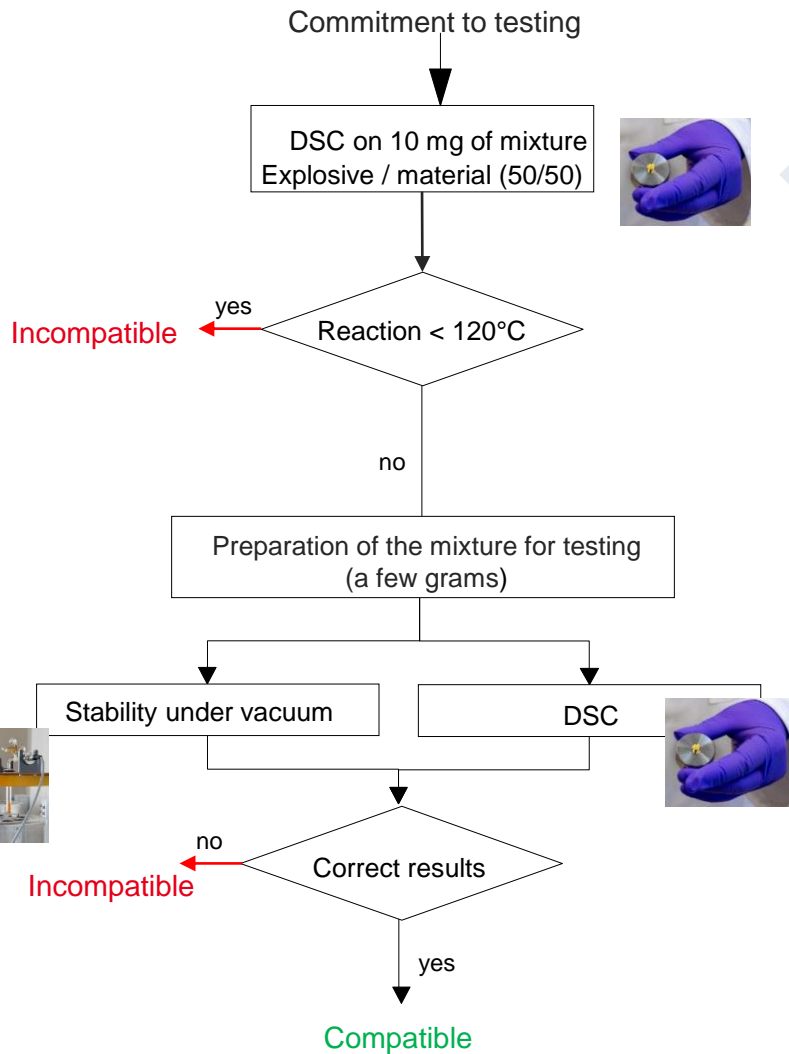 Commitment to testing
DSC on 10 mg of mixture
Explosive / material (50/50)
yes
Incompatible
Reaction < 120°C
no
Preparation of the mixture for testing
(a few grams)
Stability under vacuum
DSC
no
Incompatible
Correct results
yes
Compatible